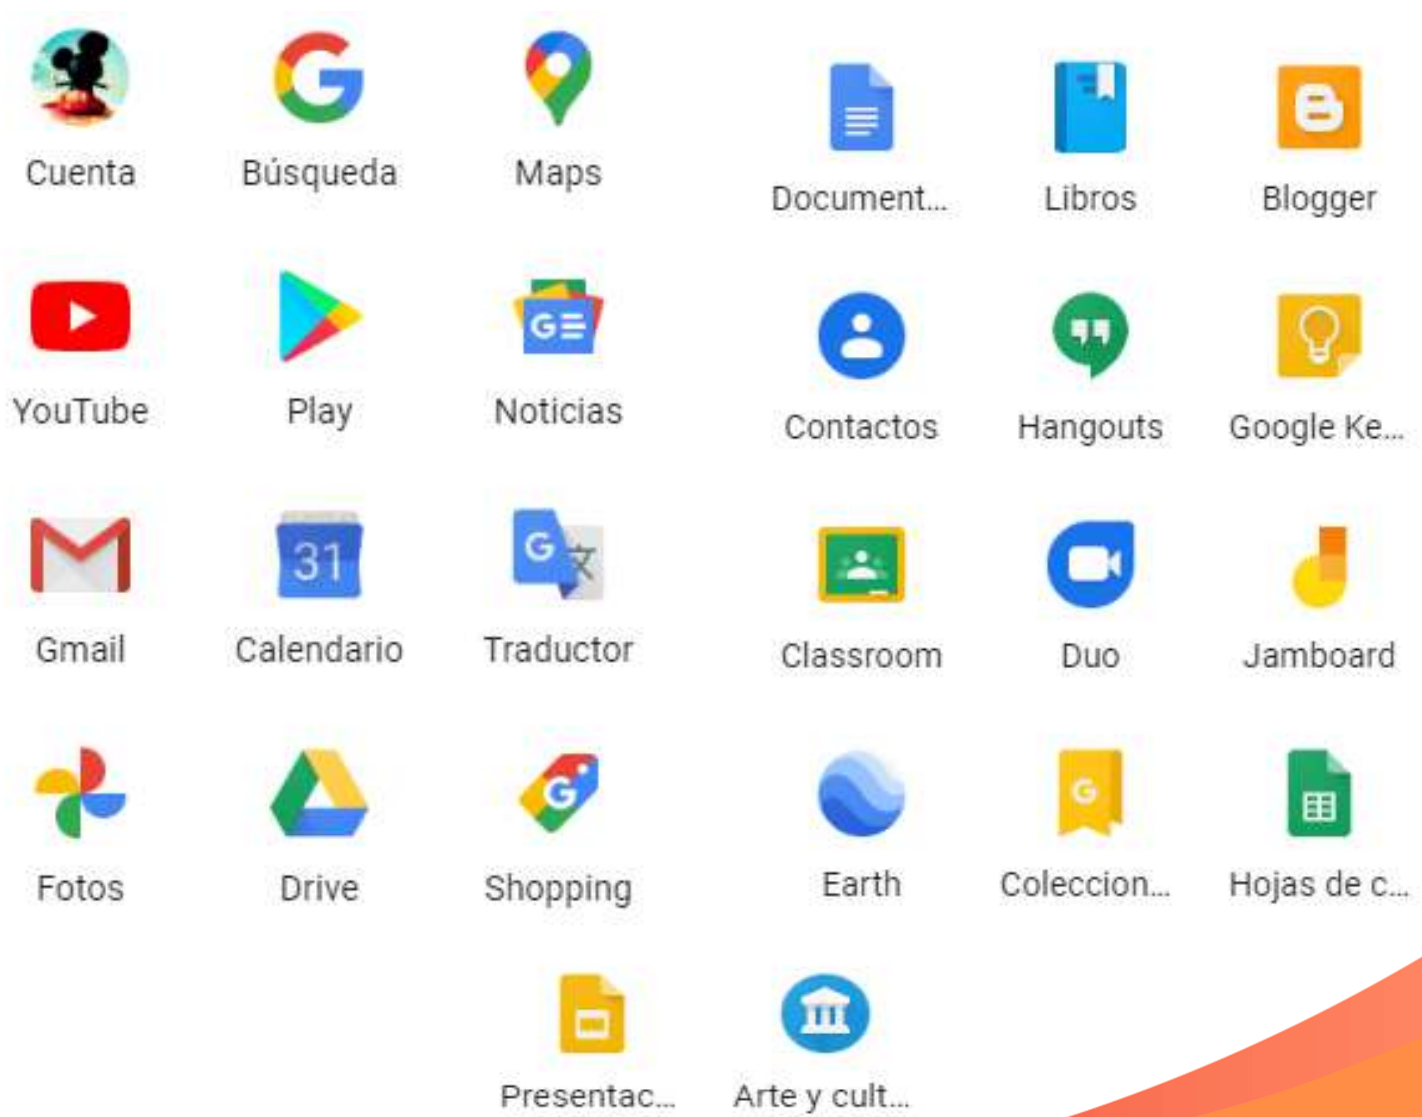 Cuenta Búsqueda Maps
YouTube Play Noticias
G
31
G 文
Gmail Calendario Traductor
G
Fotos Drive Shopping
Document... Libros Blogger
Contactos Hangouts Google Ke...
Classroom Duo Jamboard
G
Earth Coleccion... Hojas de c...
Presentac... Arte y cult...